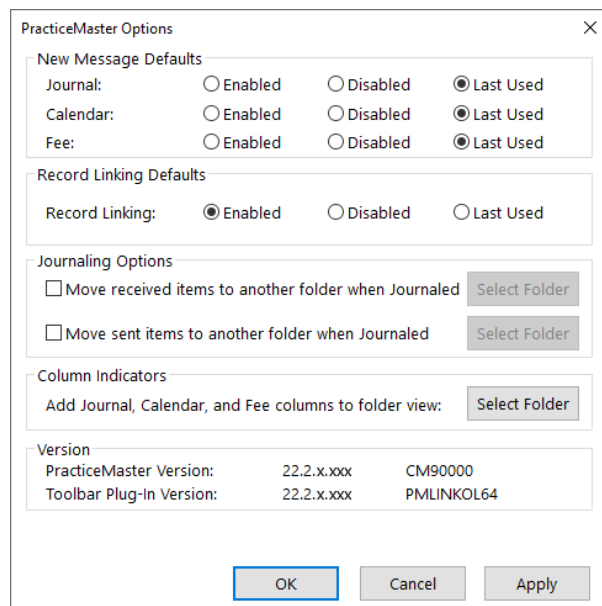 PracticeMaster Options
New Message Defaults
Journal: Enabled Disabled Last Used
Calendar: Enabled Disabled Last Used
Fee: Enabled Disabled Last Used
Record Linking Defaults
Record Linking: Enabled Disabled Last Used
Journaling Options
Move received items to another folder when Journaled Select Folder
Move sent items to another folder when Journaled Select Folder
Column Indicators
Add Journal, Calendar, and Fee columns to folder view: Select Folder
Version
PracticeMaster Version: 22.2.x.xxx CM90000
Toolbar Plug-In Version: 22.2.x.xxx PMLINKOL64
OK Cancel Apply